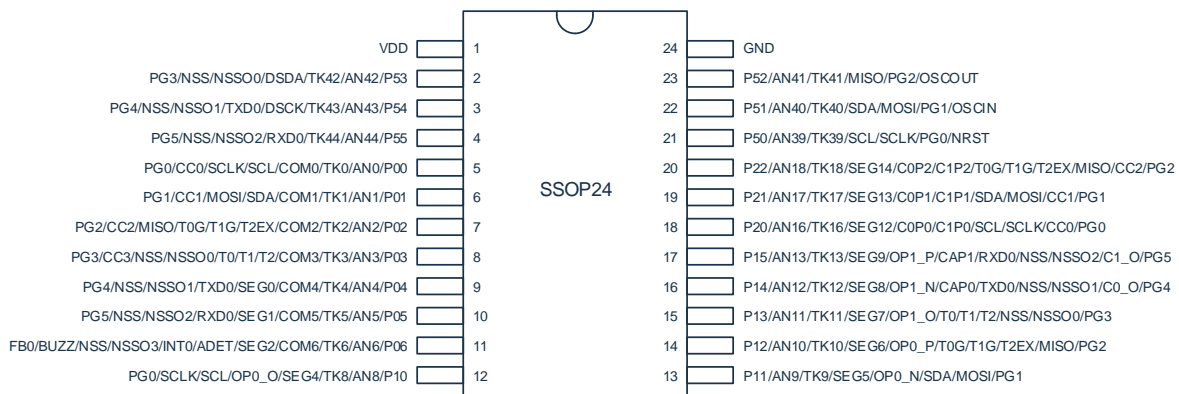 VDD 1 24 GND
PG3/NSS/NSSO0/DSDA/TK42/AN42/P53 2 23 P52/AN41/TK41/MISO/PG2/OSCOUT
PG4/NSS/NSSO1/TXD0/DSCK/TK43/AN43/P54 3 22 P51/AN40/TK40/SDA/MOSI/PG1/OSCIN
PG5/NSS/NSSO2/RXD0/TK44/AN44/P55 4 21 P50/AN39/TK39/SCL/SCLK/PG0/NRST
PG0/CC0/SCLK/SCL/COM0/TK0/AN0/P00 5 20 P22/AN18/TK18/SEG14/C0P2/C1P2/T0G/T1G/T2EX/MISO/CC2/PG2
SSOP24
PG1/CC1/MOSI/SDA/COM1/TK1/AN1/P01 6 19 P21/AN17/TK17/SEG13/C0P1/C1P1/SDA/MOSI/CC1/PG1
PG2/CC2/MISO/T0G/T1G/T2EX/COM2/TK2/AN2/P02 7 18 P20/AN16/TK16/SEG12/C0P0/C1P0/SCL/SCLK/CC0/PG0
PG3/CC3/NSS/NSSO0/T0/T1/T2/COM3/TK3/AN3/P03 8 17 P15/AN13/TK13/SEG9/OP1_P/CAP1/RXD0/NSS/NSSO2/C1_O/PG5
PG4/NSS/NSSO1/TXD0/SEG0/COM4/TK4/AN4/P04 9 16 P14/AN12/TK12/SEG8/OP1_N/CAP0/TXD0/NSS/NSSO1/C0_O/PG4
PG5/NSS/NSSO2/RXD0/SEG1/COM5/TK5/AN5/P05 10 15 P13/AN11/TK11/SEG7/OP1_O/T0/T1/T2/NSS/NSSO0/PG3
FB0/BUZZ/NSS/NSSO3/INT0/ADET/SEG2/COM6/TK6/AN6/P06 11 14 P12/AN10/TK10/SEG6/OP0_P/T0G/T1G/T2EX/MISO/PG2
PG0/SCLK/SCL/OP0_O/SEG4/TK8/AN8/P10 12 13 P11/AN9/TK9/SEG5/OP0_N/SDA/MOSI/PG1